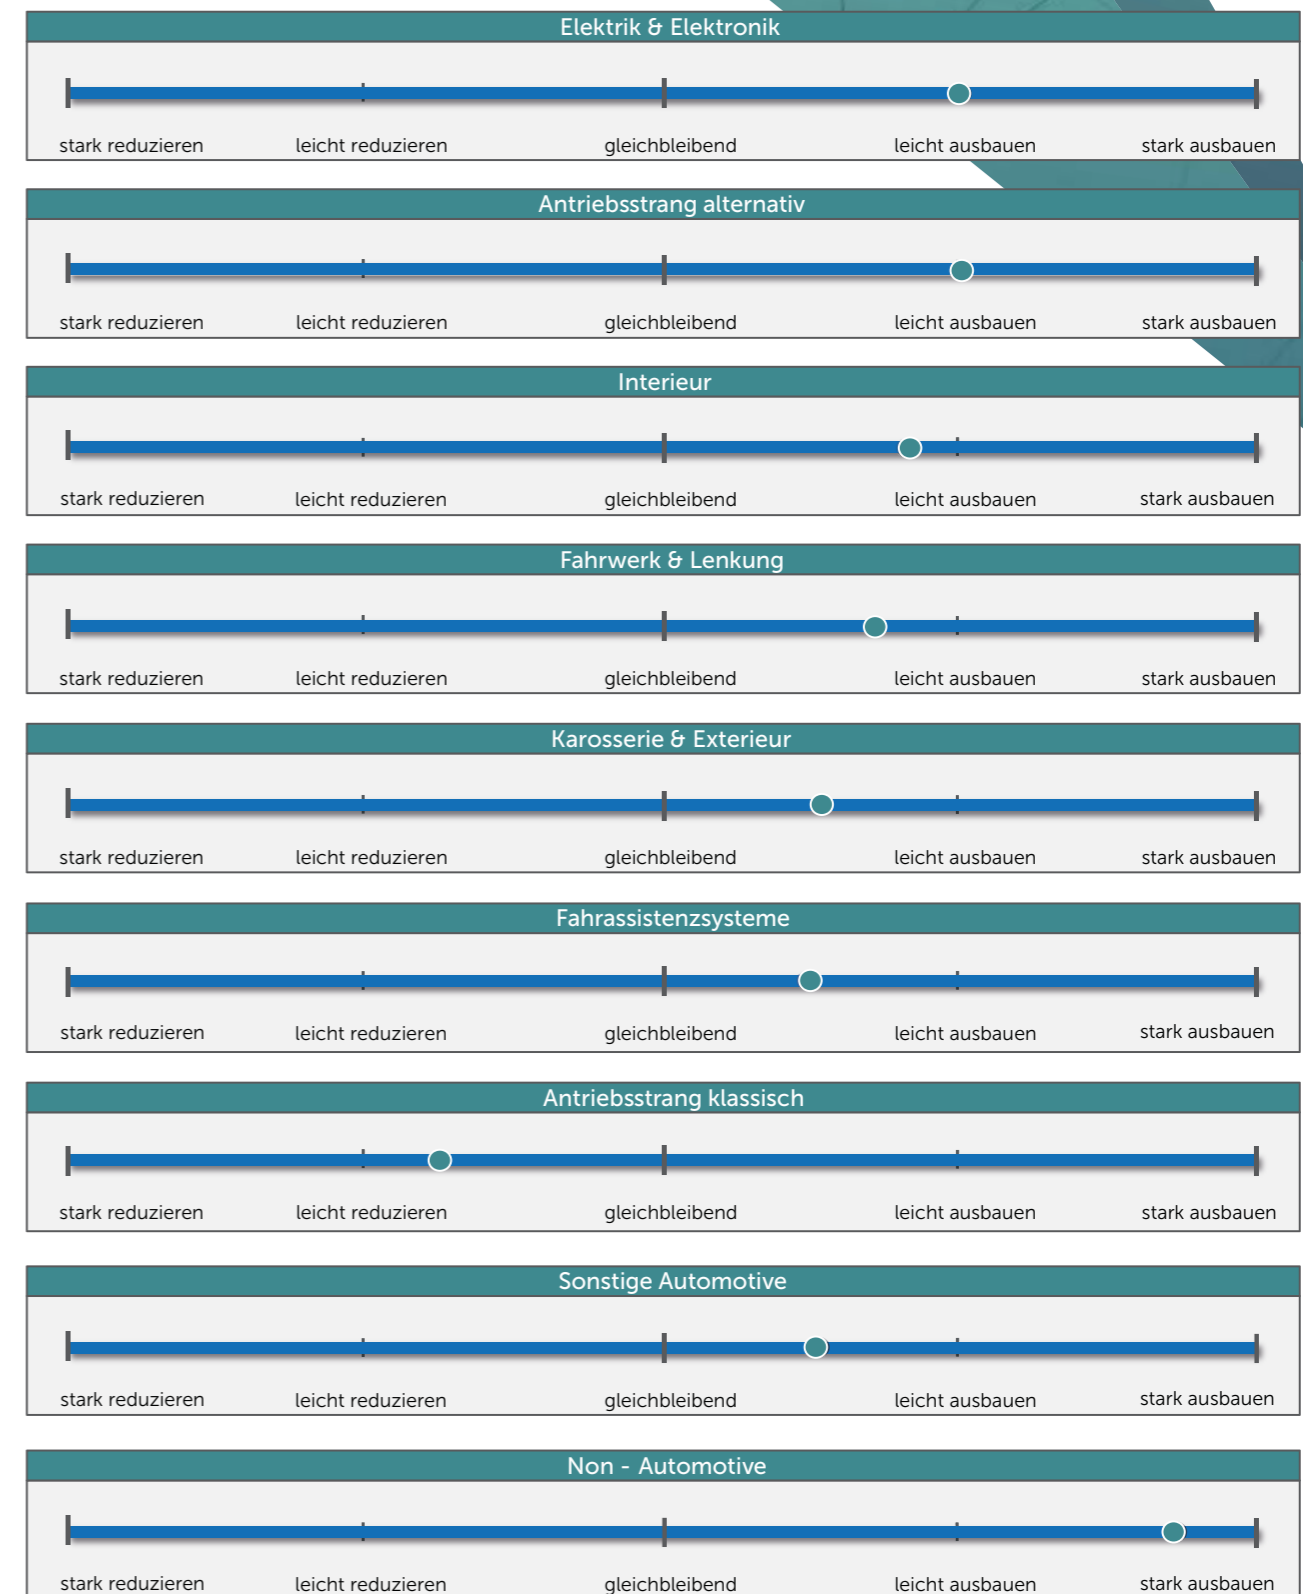 Elektrik & Elektronik
stark reduzieren leicht reduzieren gleichbleibend leicht ausbauen stark ausbauen
Antriebsstrang alternativ
stark reduzieren leicht reduzieren gleichbleibend leicht ausbauen stark ausbauen
Interieur
stark reduzieren leicht reduzieren gleichbleibend leicht ausbauen stark ausbauen
Fahrwerk & Lenkung
stark reduzieren leicht reduzieren gleichbleibend leicht ausbauen stark ausbauen
Karosserie & Exterieur
stark reduzieren leicht reduzieren gleichbleibend leicht ausbauen stark ausbauen
Fahrassistenzsysteme
stark reduzieren leicht reduzieren gleichbleibend leicht ausbauen stark ausbauen
Antriebsstrang klassisch
stark reduzieren leicht reduzieren gleichbleibend leicht ausbauen stark ausbauen
Sonstige Automotive
stark reduzieren leicht reduzieren gleichbleibend leicht ausbauen stark ausbauen
Non - Automotive
stark reduzieren leicht reduzieren gleichbleibend leicht ausbauen stark ausbauen